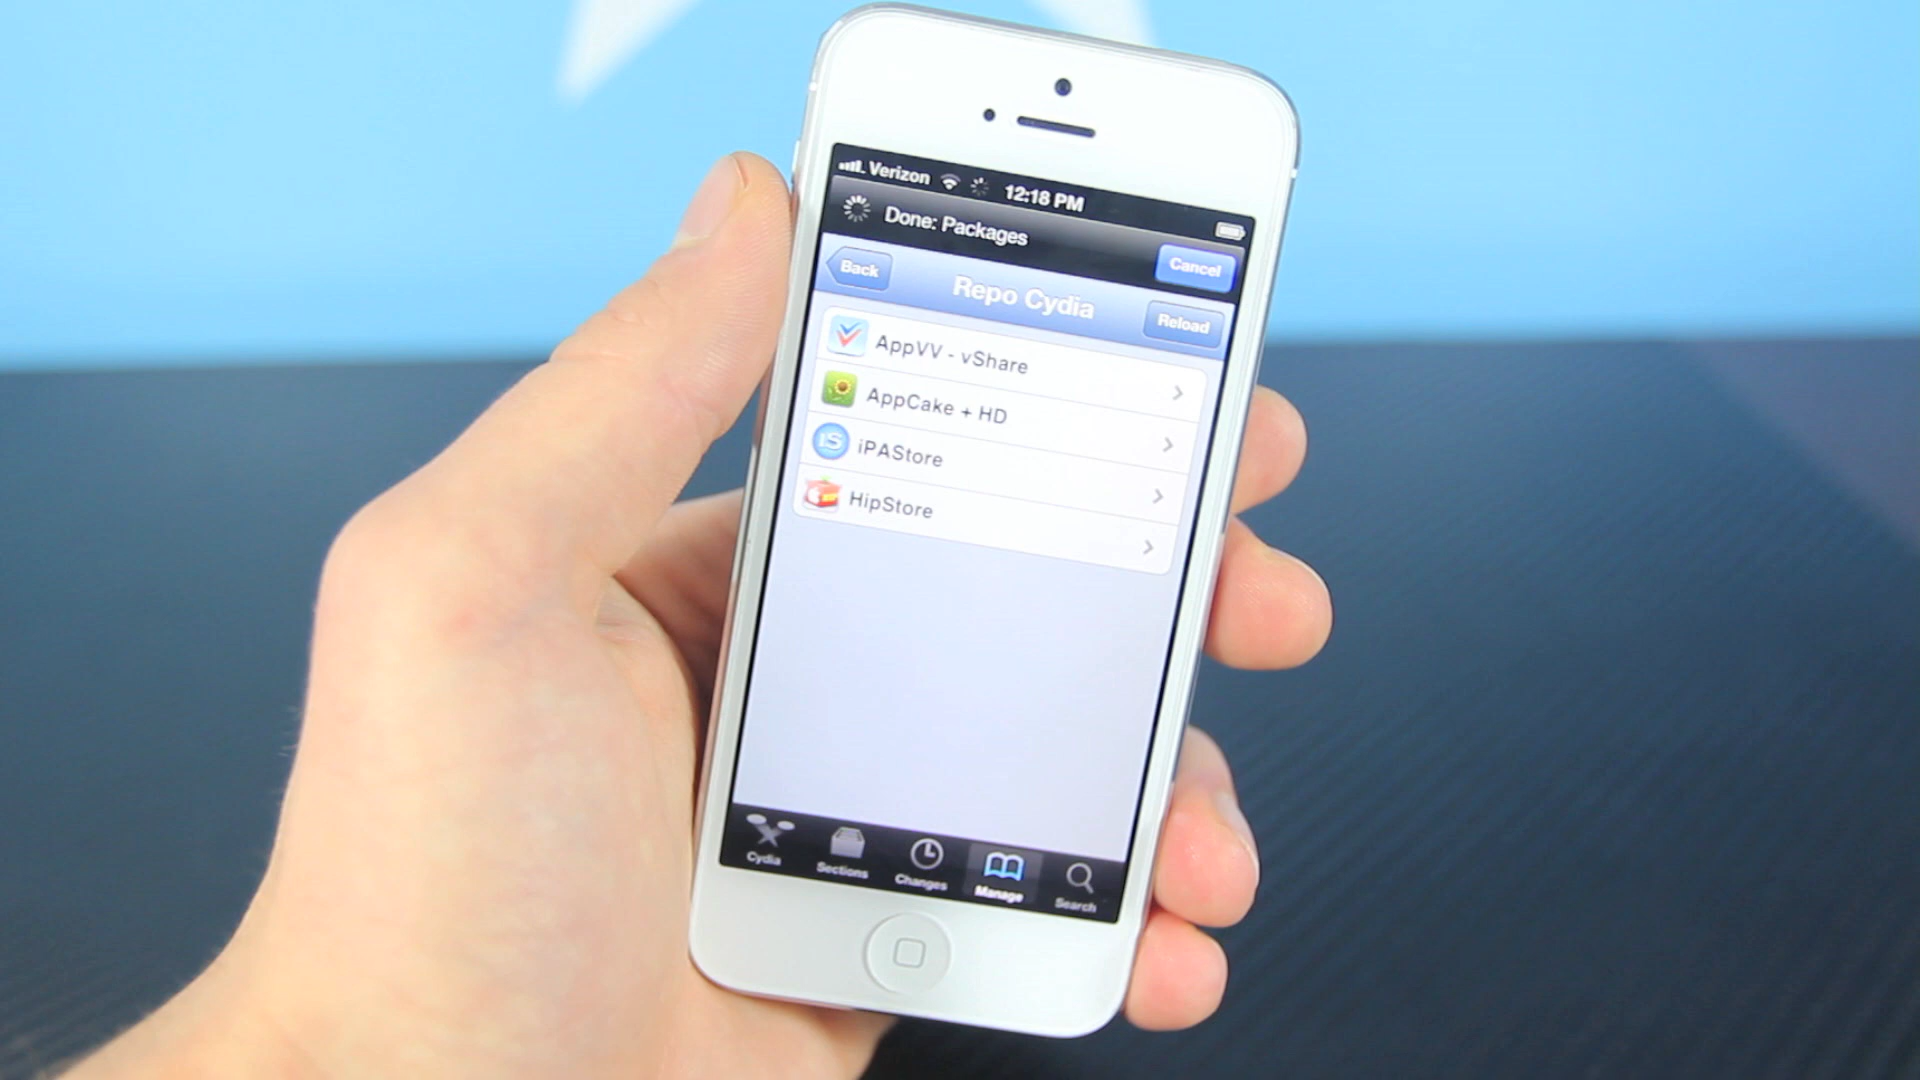 Verizon 12:18 PM
Done: Packages
Cancel
Back
Repo Cydia
Reload
AppVV - vShare
AppCake + HD
iS
iPAStore
HipStore
Cydia
Sections
Changes
Manage
Search